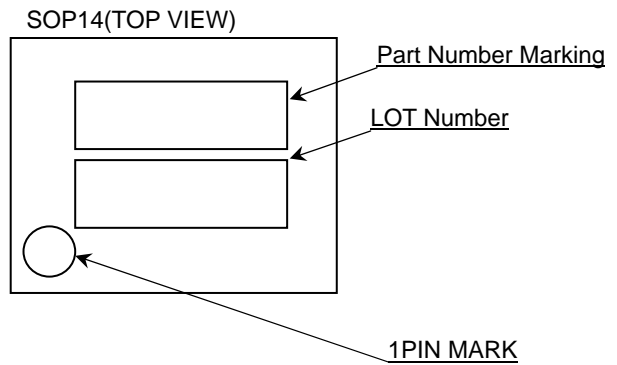 SOP14(TOP VIEW)
Part Number Marking
LOT Number
1PIN MARK